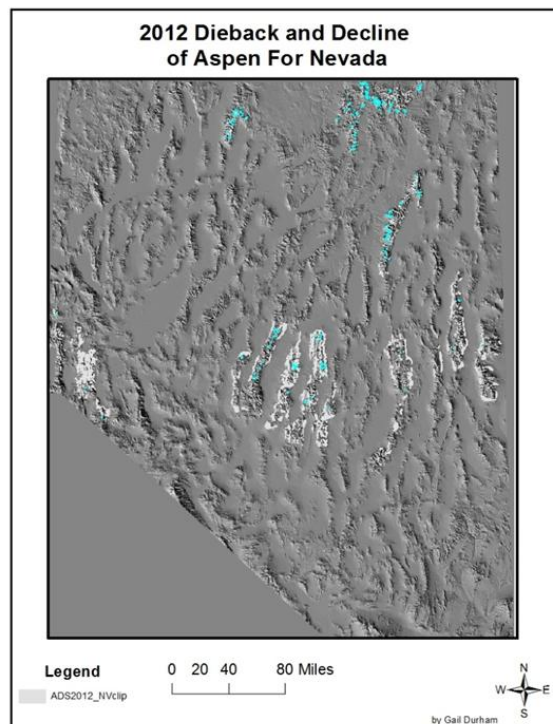 2012 Dieback and Decline
of Aspen For Nevada
Legend
ADS2012_NVclip
0 20 40 80 Miles
N
W E
S
by Gail Durham